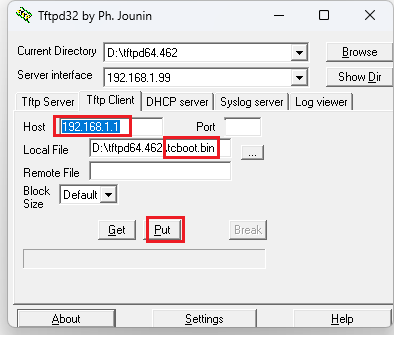 Tftpd32 by Ph. Jounin
Current Directory D:\tftpd64.462 Browse
Server interface 192.168.1.99 Show Dir
Tftp Server Tftp Client DHCP server Syslog server Log viewer
Host 192.168.1.1 Port
Local File D:\tftpd64.462\tcboot.bin ...
Remote File
Block
Size Default
Get Put Break
About Settings Help